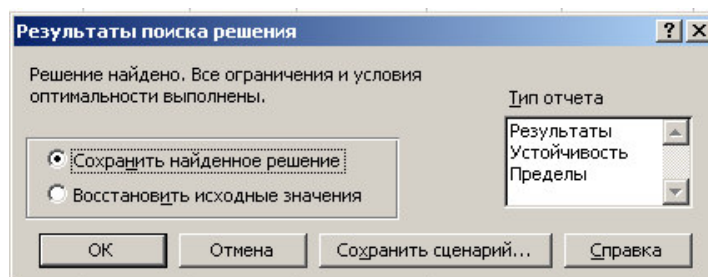 Результаты поиска решения
Решение найдено. Все ограничения и условия
оптимальности выполнены.
Тип отчета
Результаты
Устойчивость
Пределы
Сохранить найденное решение
Восстановить исходные значения
ОК
Отмена
Сохранить сценарий...
Справка